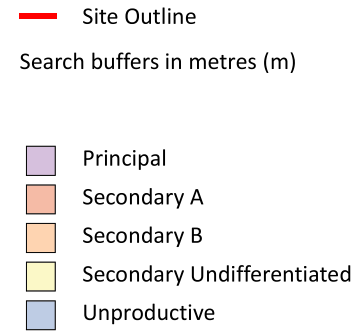 Site Outline
Search buffers in metres (m)
Principal
Secondary A
Secondary B
Secondary Undifferentiated
Unproductive